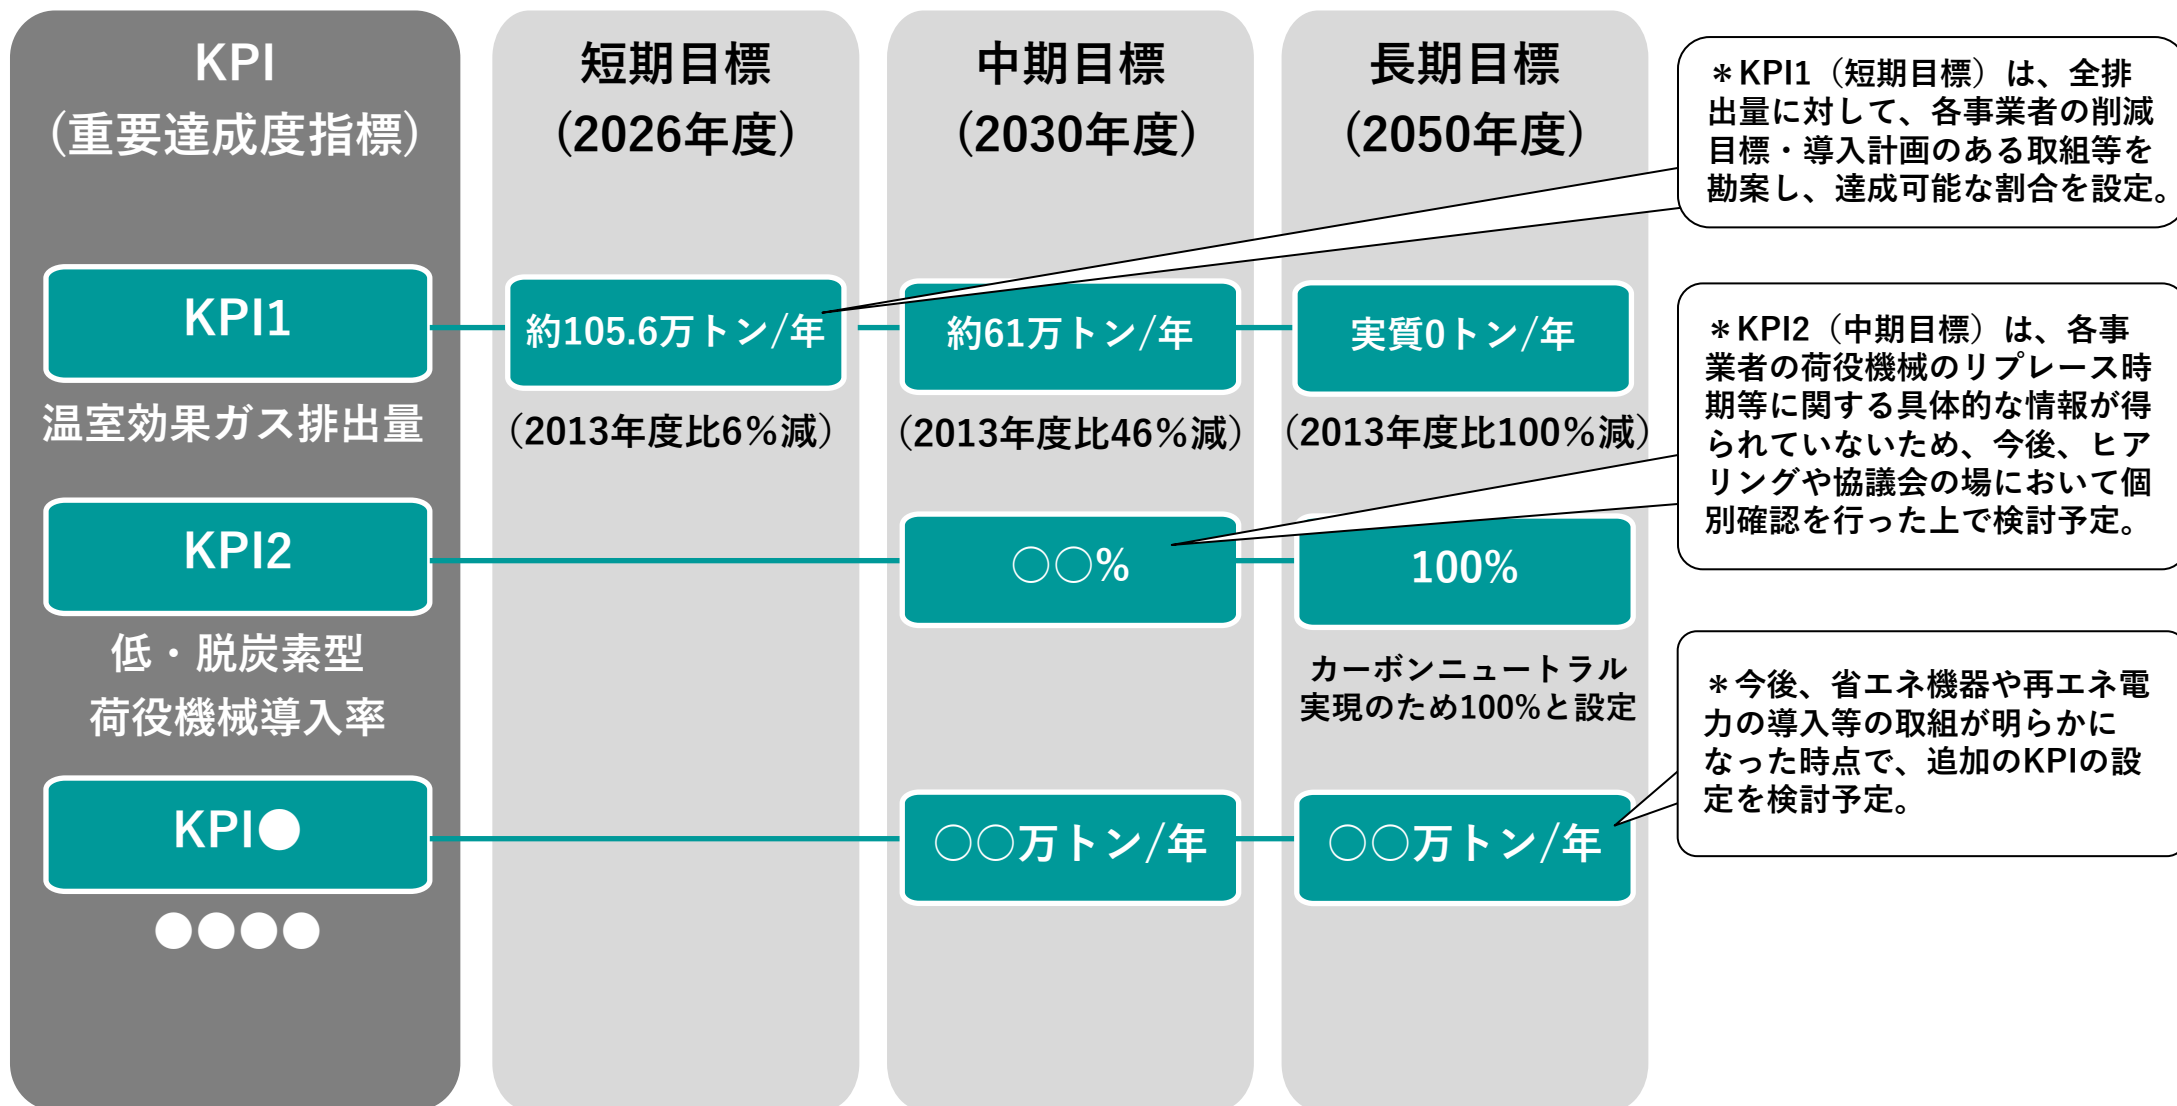 KPI
(重要達成度指標)
短期目標
(2026年度)
中期目標
(2030年度)
長期目標
(2050年度)
KPI1
温室効果ガス排出量
約105.6万トン/年
(2013年度比6%減)
約61万トン/年
(2013年度比46%減)
実質0トン/年
(2013年度比100%減)
KPI2
低・脱炭素型
荷役機械導入率
○○%
100%
カーボンニュートラル
実現のため100%と設定
KPI●
●●●●
○○万トン/年
○○万トン/年
＊KPI1（短期目標）は、全排
出量に対して、各事業者の削減
目標・導入計画のある取組等を
勘案し、達成可能な割合を設定。
＊KPI2（中期目標）は、各事
業者の荷役機械のリプレース時
期等に関する具体的な情報が得
られていないため、今後、ヒア
リングや協議会の場において個
別確認を行った上で検討予定。
＊今後、省エネ機器や再エネ電
力の導入等の取組が明らかに
なった時点で、追加のKPIの設
定を検討予定。